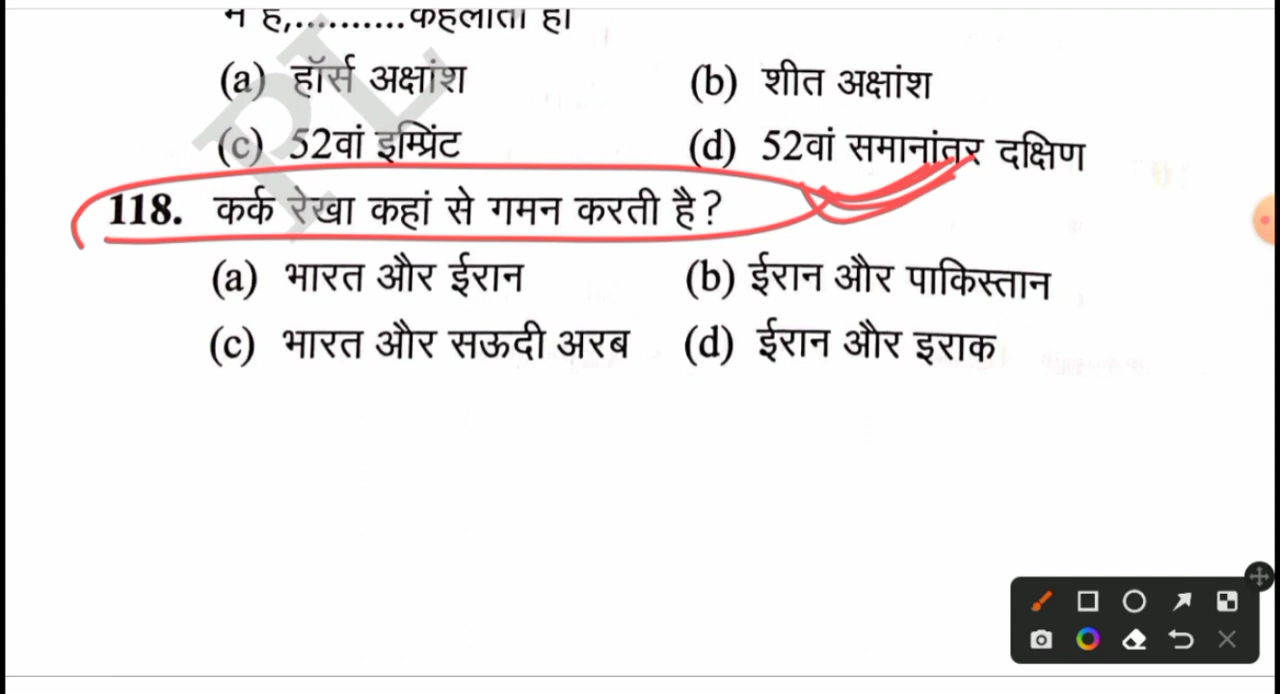 में है,..........कहलाता है।
(a) हॉर्स अक्षांश (b) शीत अक्षांश
(c) 52वां इम्प्रिंट (d) 52वां समानांतर दक्षिण
118. कर्क रेखा कहां से गमन करती है?
(a) भारत और ईरान (b) ईरान और पाकिस्तान
(c) भारत और सऊदी अरब (d) ईरान और इराक